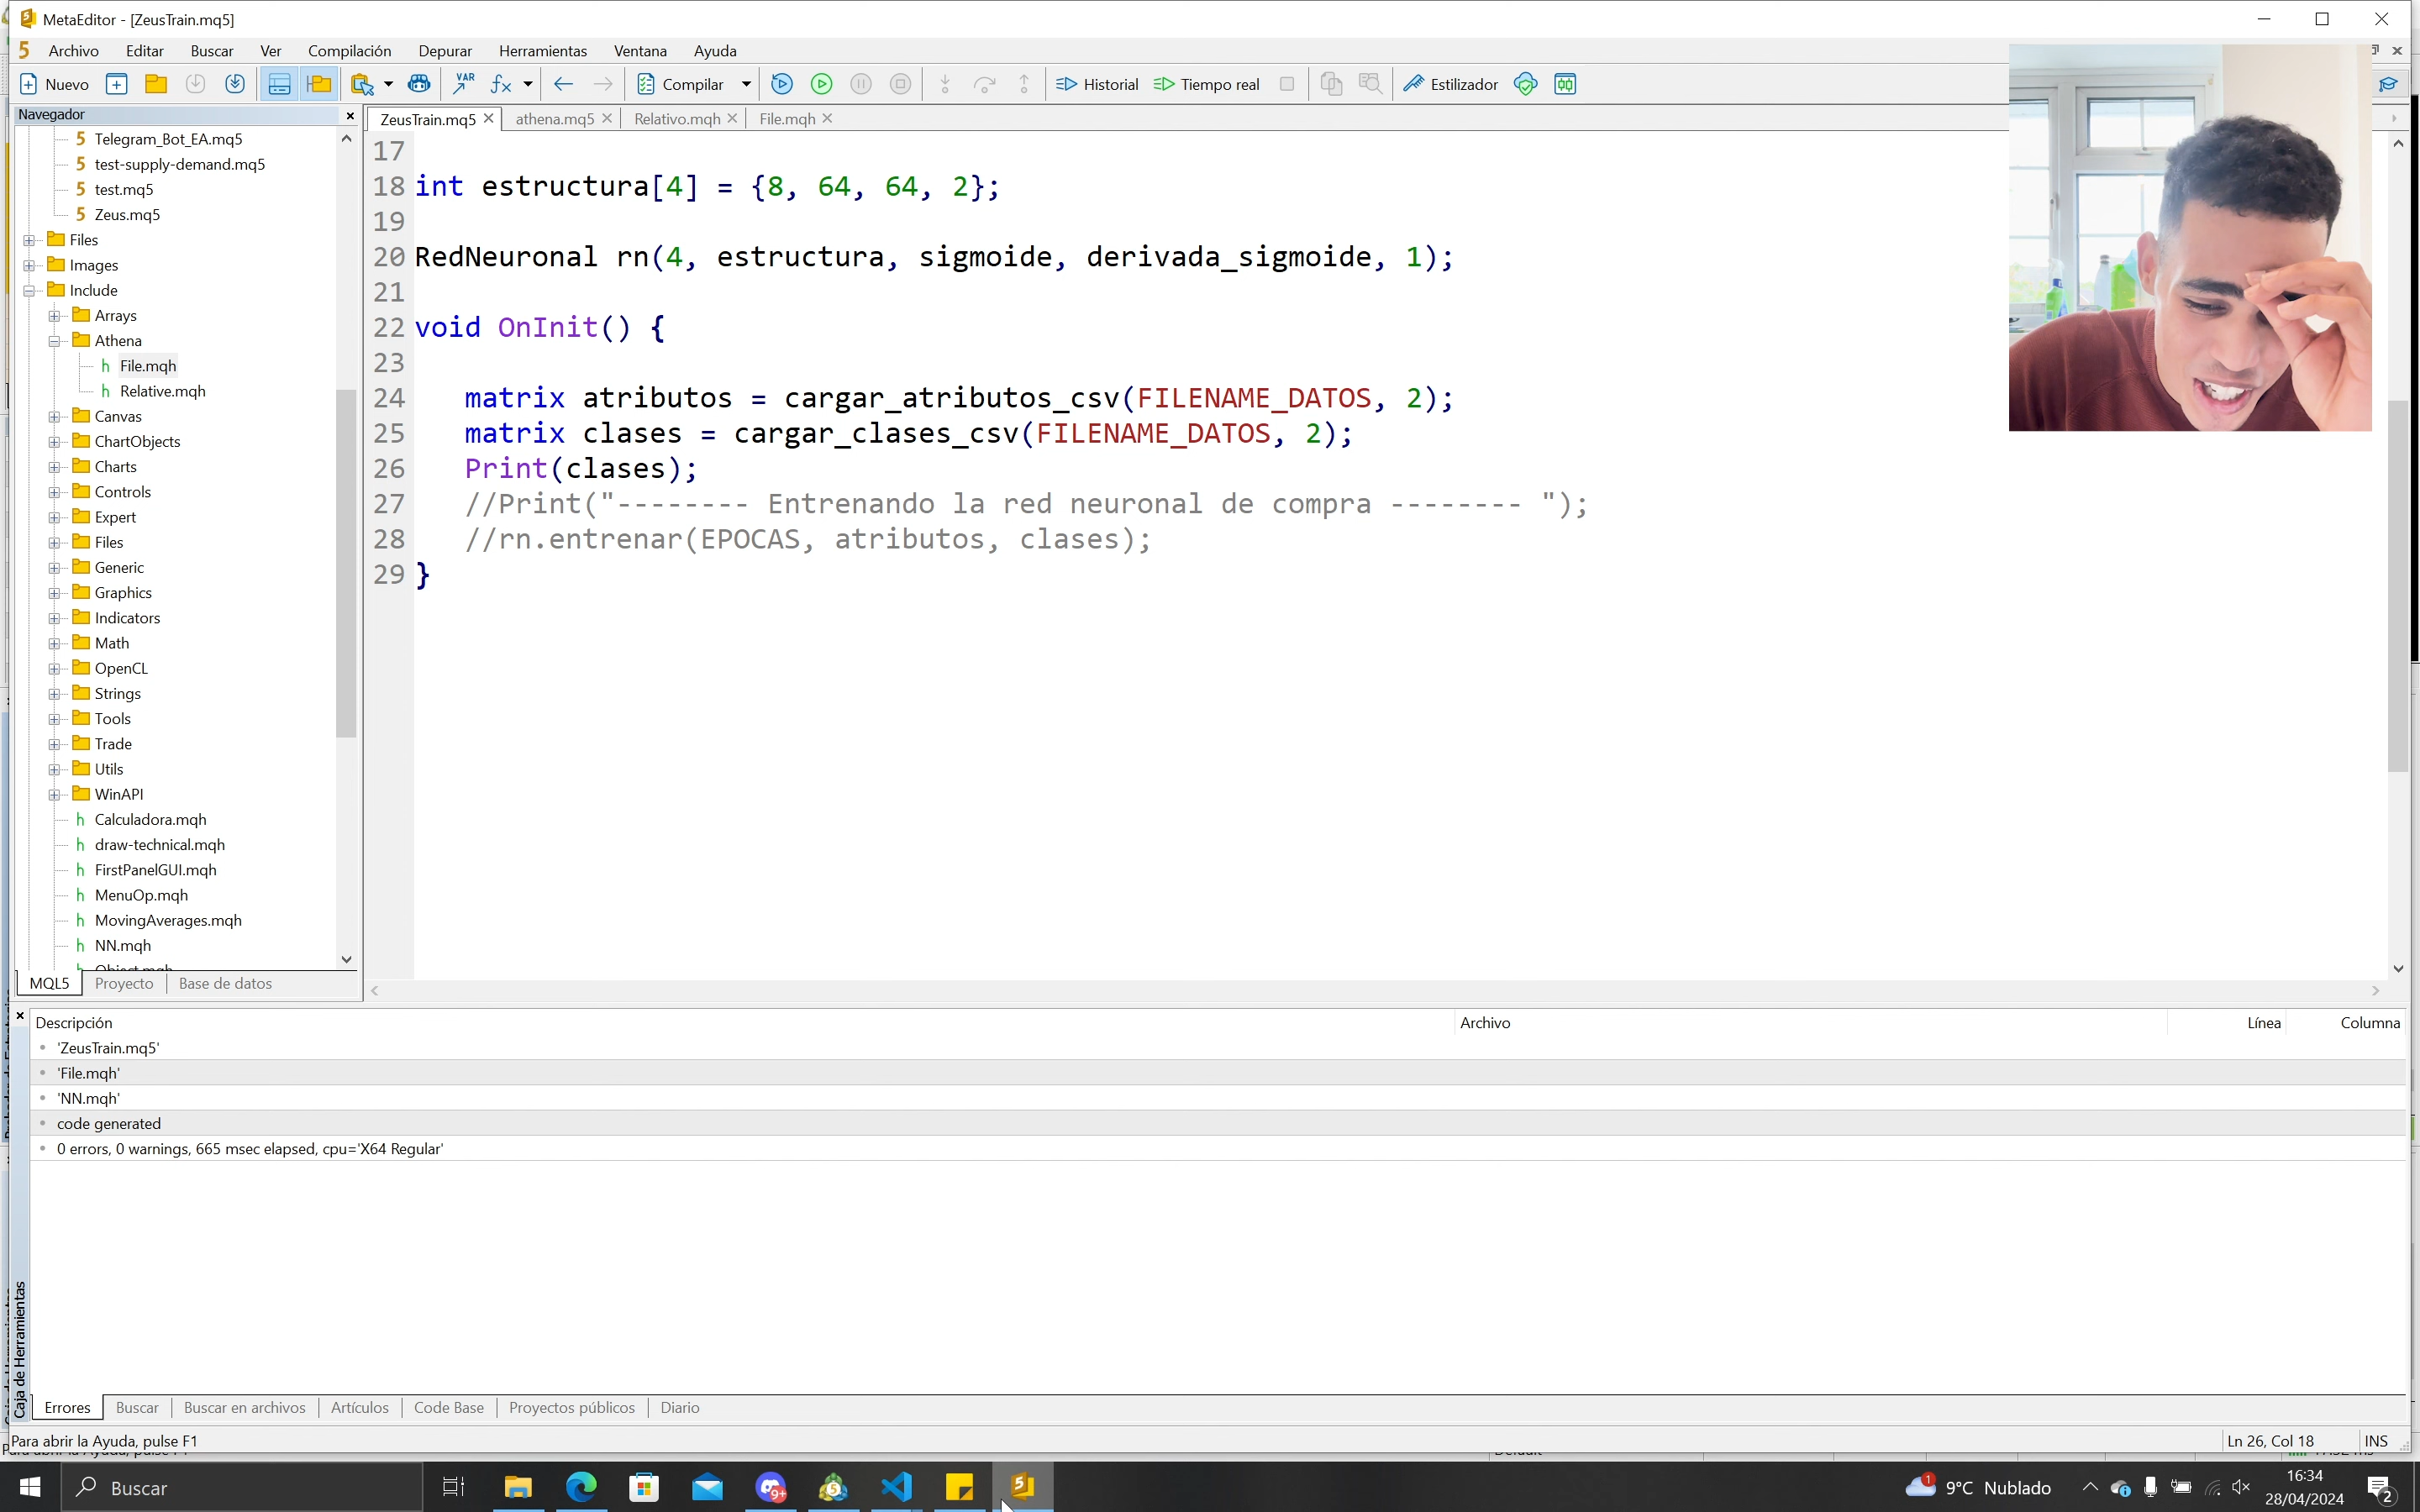 MetaEditor - [ZeusTrain.mq5]
Archivo Editar Buscar Ver Compilación Depurar Herramientas Ventana Ayuda
Nuevo VAR fx Compilar Historial Tiempo real Estilizador
Navegador
ZeusTrain.mq5 athena.mq5 Relativo.mqh File.mqh
Telegram_Bot_EA.mq5
test-supply-demand.mq5
test.mq5
Zeus.mq5
Files
Images
Include
Arrays
Athena
File.mqh
Relative.mqh
Canvas
ChartObjects
Charts
Controls
Expert
Files
Generic
Graphics
Indicators
Math
OpenCL
Strings
Tools
Trade
Utils
WinAPI
Calculadora.mqh
draw-technical.mqh
FirstPanelGUI.mqh
MenuOp.mqh
MovingAverages.mqh
NN.mqh
Object.mqh
MQL5 Proyecto Base de datos
17
18 int estructura[4] = {8, 64, 64, 2};
19
20 RedNeuronal rn(4, estructura, sigmoide, derivada_sigmoide, 1);
21
22 void OnInit() {
23
24 matrix atributos = cargar_atributos_csv(FILENAME_DATOS, 2);
25 matrix clases = cargar_clases_csv(FILENAME_DATOS, 2);
26 Print(clases);
27 //Print("-------- Entrenando la red neuronal de compra -------- ");
28 //rn.entrenar(EPOCAS, atributos, clases);
29 }
Descripción Archivo Línea Columna
'ZeusTrain.mq5'
'File.mqh'
'NN.mqh'
code generated
0 errors, 0 warnings, 665 msec elapsed, cpu='X64 Regular'
Caja de Herramientas
Errores Buscar Buscar en archivos Artículos Code Base Proyectos públicos Diario
Para abrir la Ayuda, pulse F1 Ln 26, Col 18 INS
Buscar
9+
1
9°C Nublado
16:34
28/04/2024
2